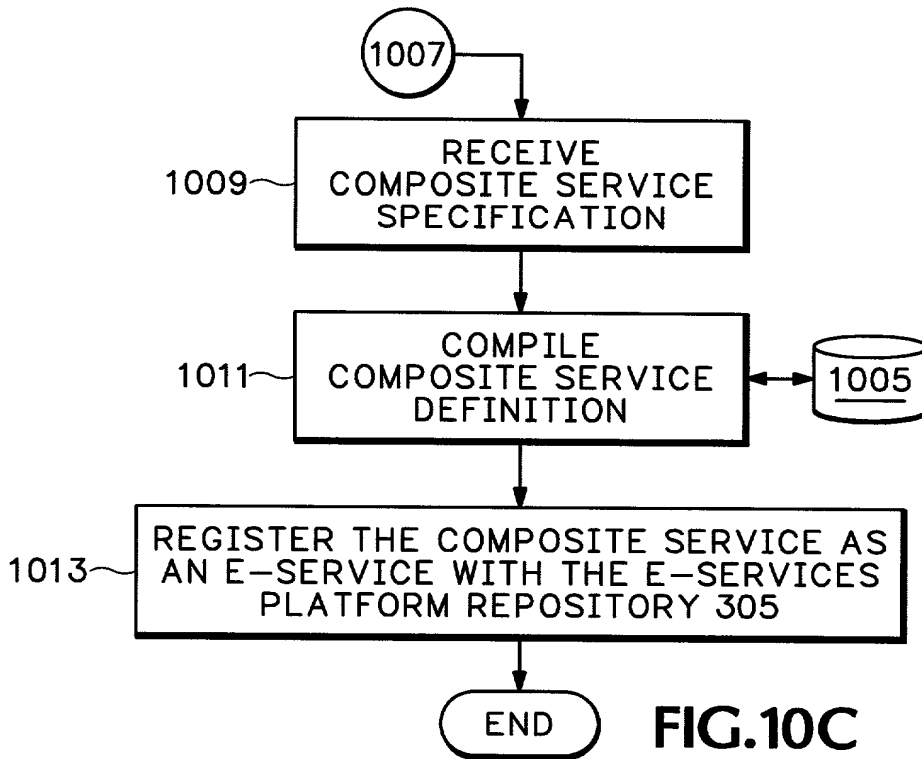 1007
RECEIVE
COMPOSITE SERVICE
SPECIFICATION
1009
COMPILE
COMPOSITE SERVICE
DEFINITION
1011
1005
REGISTER THE COMPOSITE SERVICE AS
AN E-SERVICE WITH THE E-SERVICES
PLATFORM REPOSITORY 305
1013
END
FIG.10C